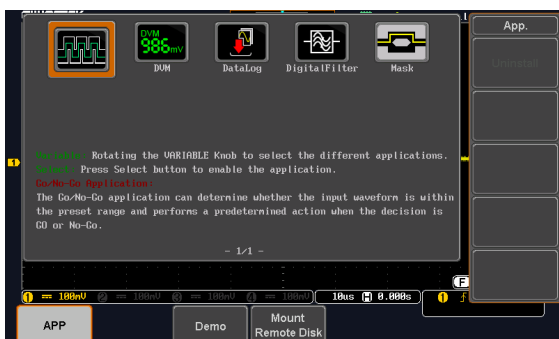 App.
Uninstall
DVM
986mV
DVM
DataLog
DigitalFilter
Mask
Variable: Rotating the VARIABLE Knob to select the different applications.
Select: Press Select button to enable the application.
Go/No-Go Application:
The Go/No-Go application can determine whether the input waveform is within
the preset range and performs a predetermined action when the decision is
GO or No-Go.
- 1/1 -
1
F
1 100mV 2 100mV 3 100mV 4 100mV 10us H 0.000s 1
APP
Demo
Mount
Remote Disk